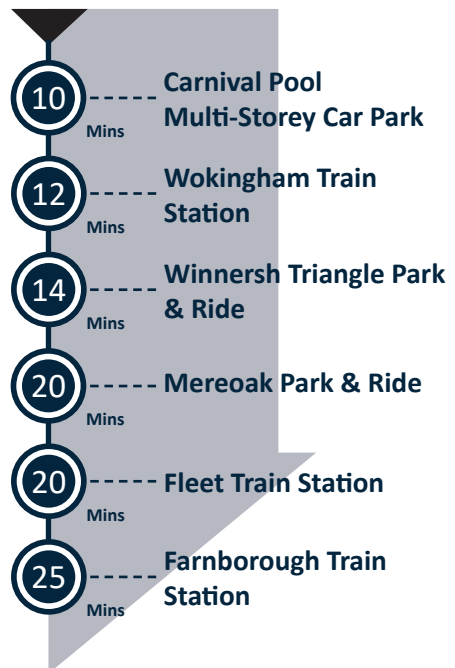 10
Mins
Carnival Pool
Multi-Storey Car Park
12
Mins
Wokingham Train
Station
14
Mins
Winnersh Triangle Park
& Ride
20
Mins
Mereoak Park & Ride
20
Mins
Fleet Train Station
25
Mins
Farnborough Train
Station